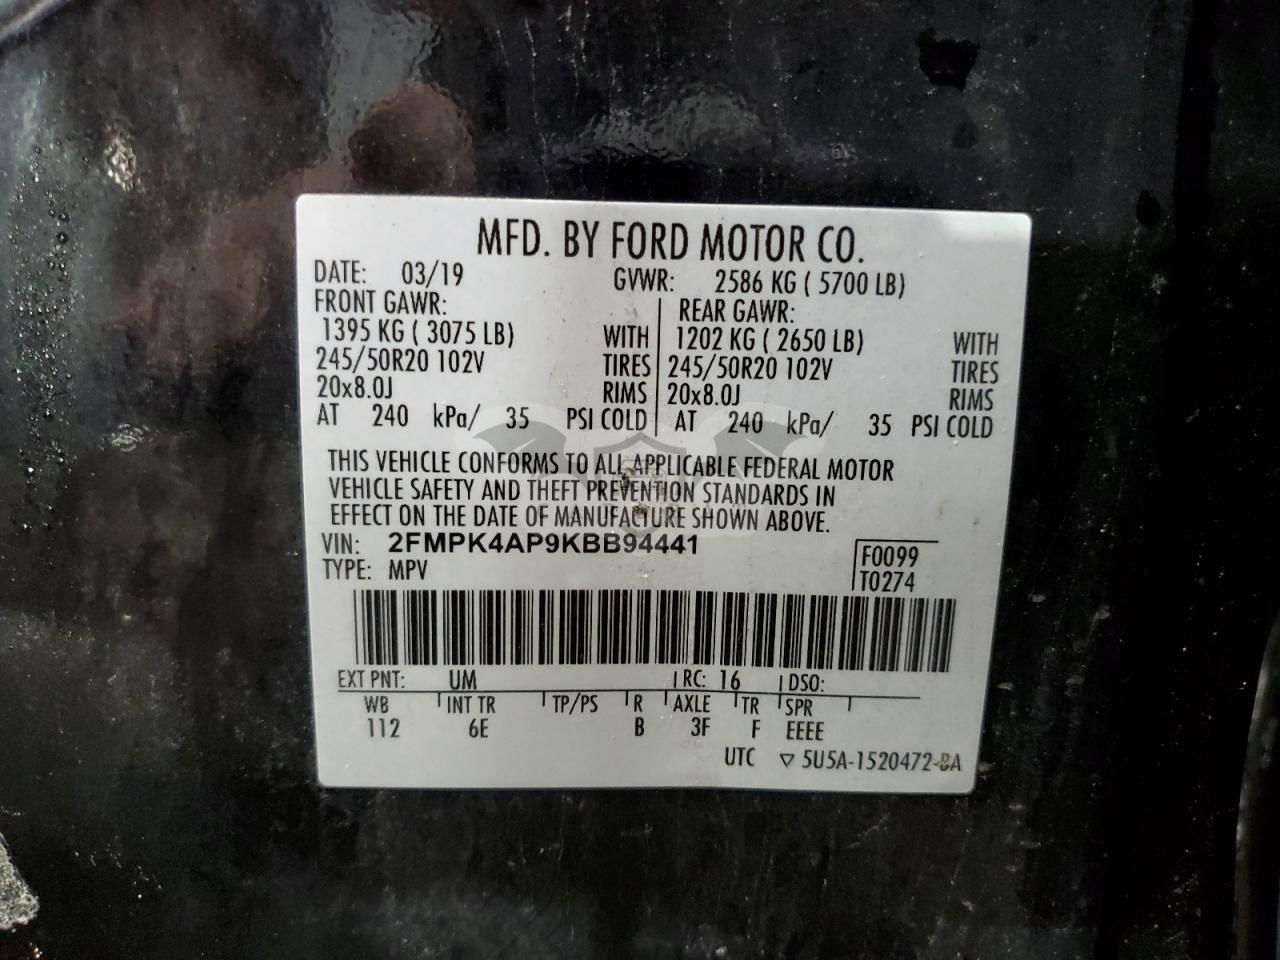 MFD. BY FORD MOTOR CO.
DATE: 03/19 GVWR: 2586 KG ( 5700 LB)
FRONT GAWR: REAR GAWR:
1395 KG ( 3075 LB) WITH 1202 KG ( 2650 LB) WITH
245/50R20 102V TIRES 245/50R20 102V TIRES
20x8.0J RIMS 20x8.0J RIMS
AT 240 kPa/ 35 PSI COLD AT 240 kPa/ 35 PSI COLD
THIS VEHICLE CONFORMS TO ALL APPLICABLE FEDERAL MOTOR
VEHICLE SAFETY AND THEFT PREVENTION STANDARDS IN
EFFECT ON THE DATE OF MANUFACTURE SHOWN ABOVE.
VIN: 2FMPK4AP9KBB94441 F0099
TYPE: MPV T0274
EXT PNT: UM RC: 16 DSO:
WB INT TR TP/PS R AXLE TR SPR
112 6E B 3F F EEEE
UTC ▽ 5U5A-1520472-BA